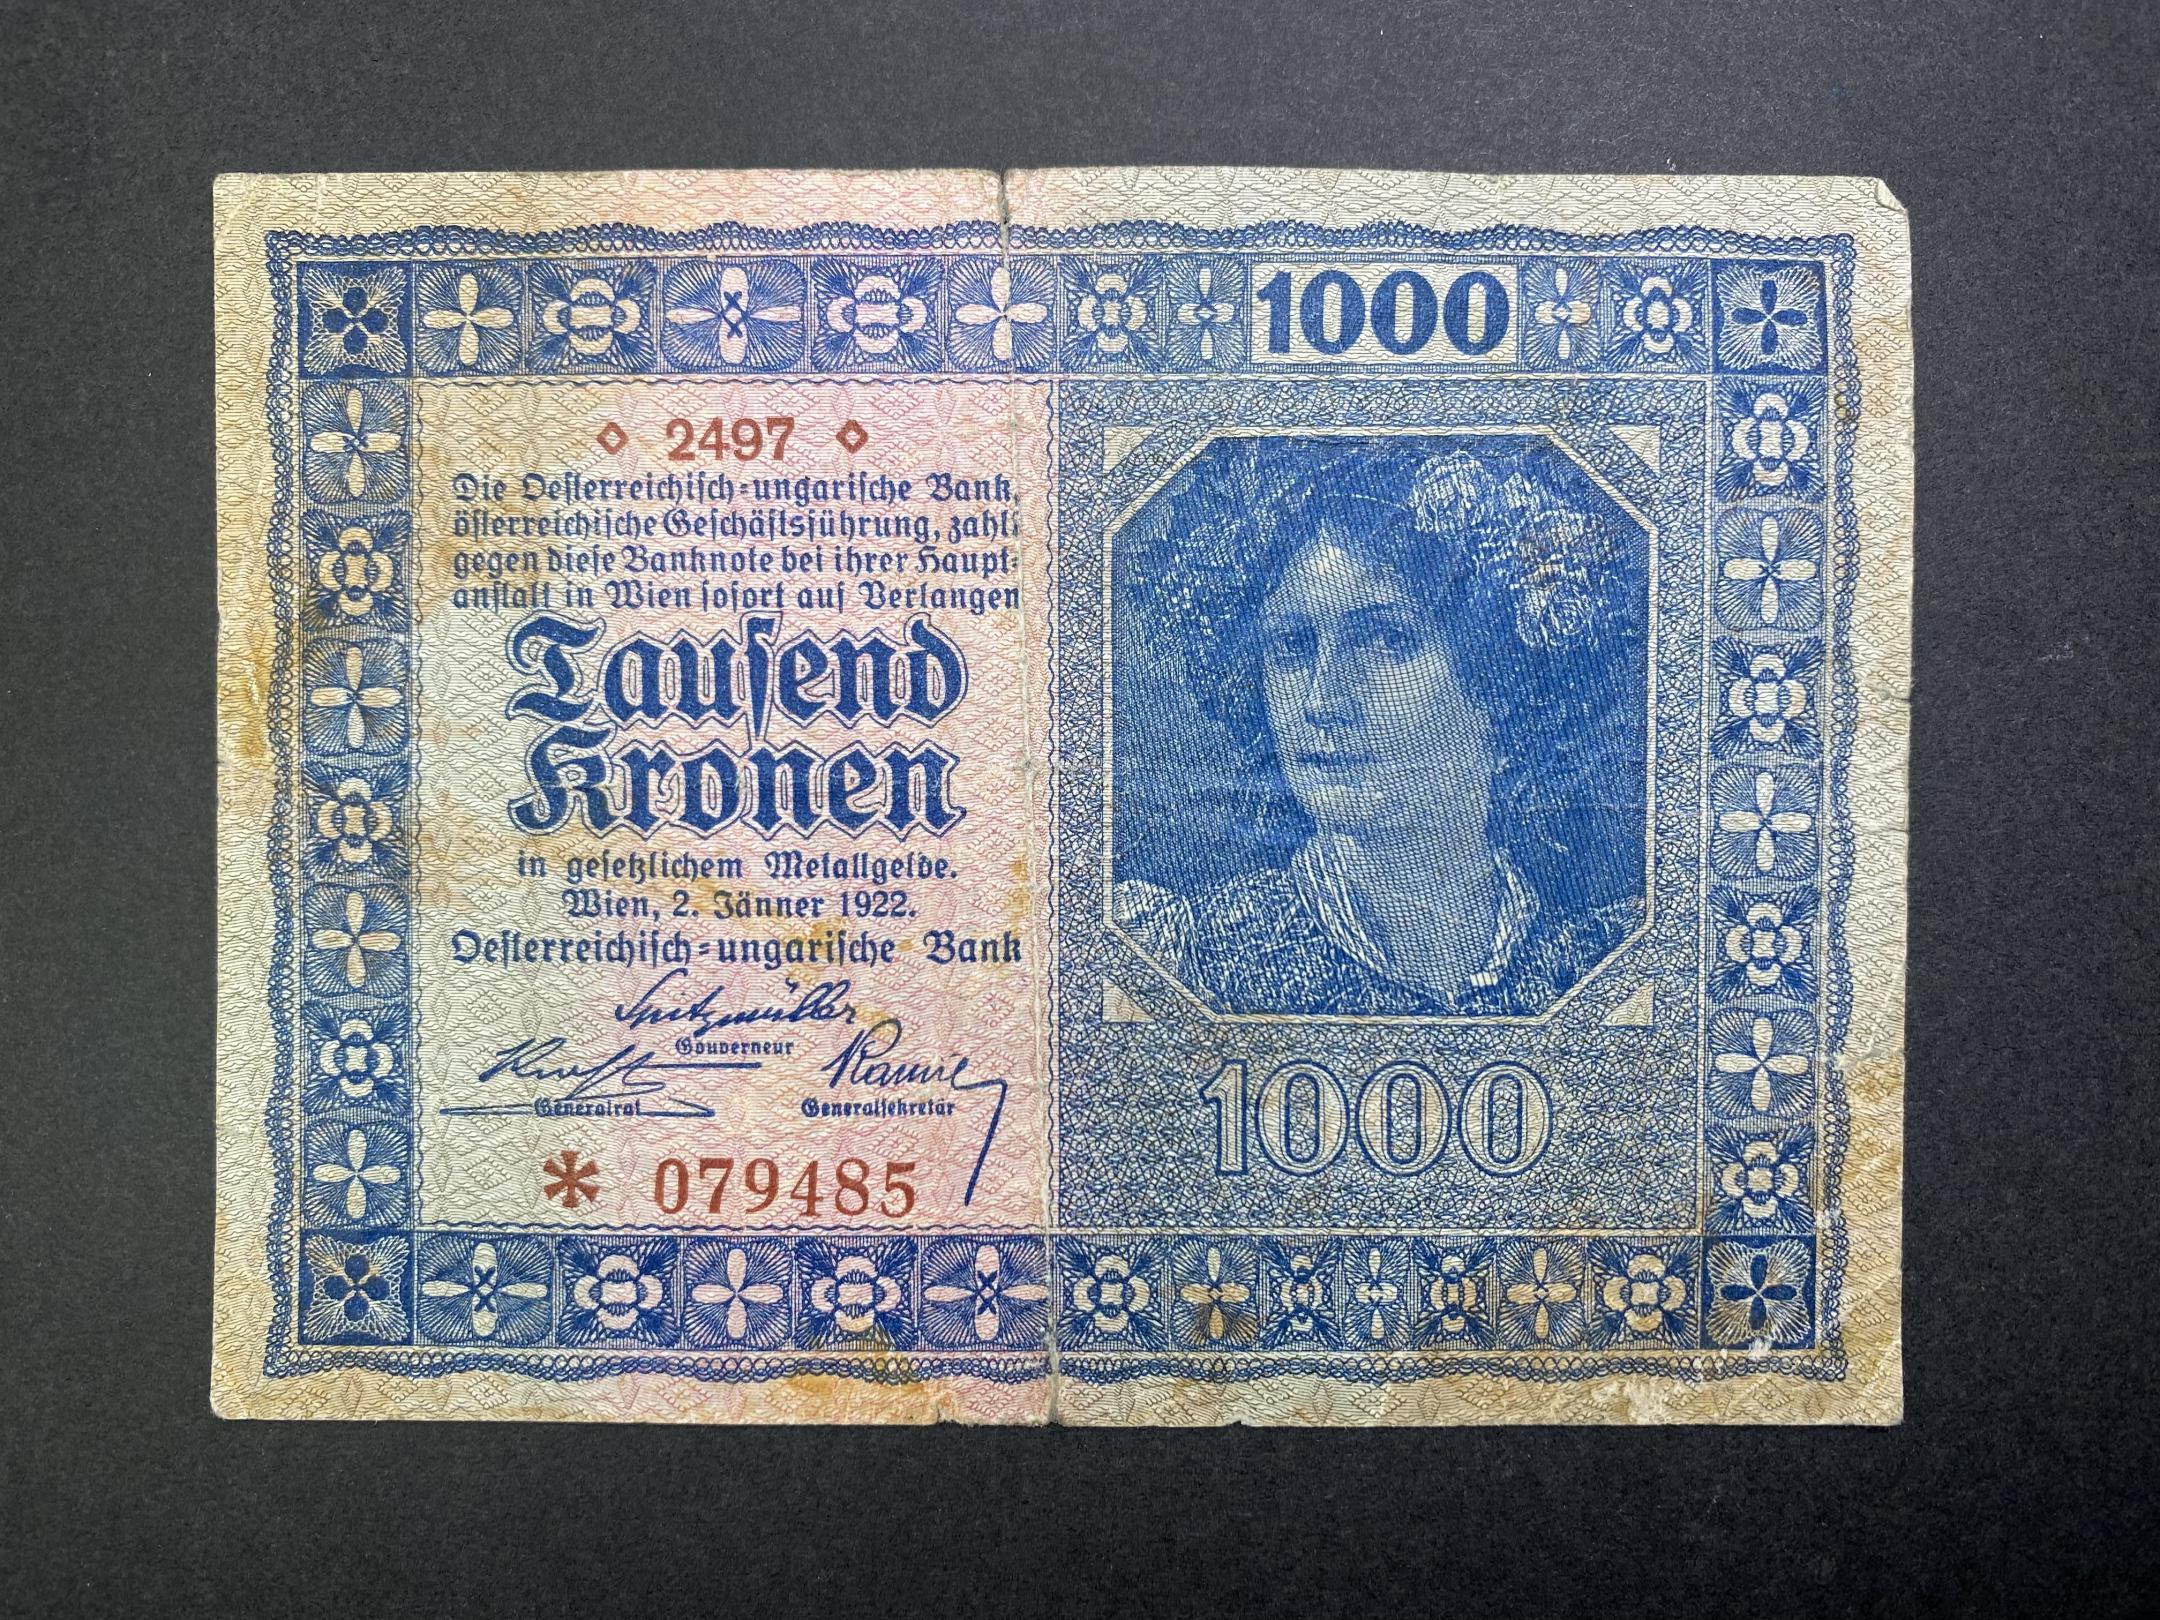 1000
◇ 2497 ◇
Die Oesterreichisch=ungarische Bank,
österreichische Geschäftsführung, zahlt
gegen diese Banknote bei ihrer Haupt=
anstalt in Wien sofort auf Verlangen
Tausend
Kronen
in gesetzlichem Metallgelde.
Wien, 2. Jänner 1922.
Oesterreichisch=ungarische Bank
Spitzmüller
Gouverneur
Generalrat
Generalsekretär
* 079485
1000